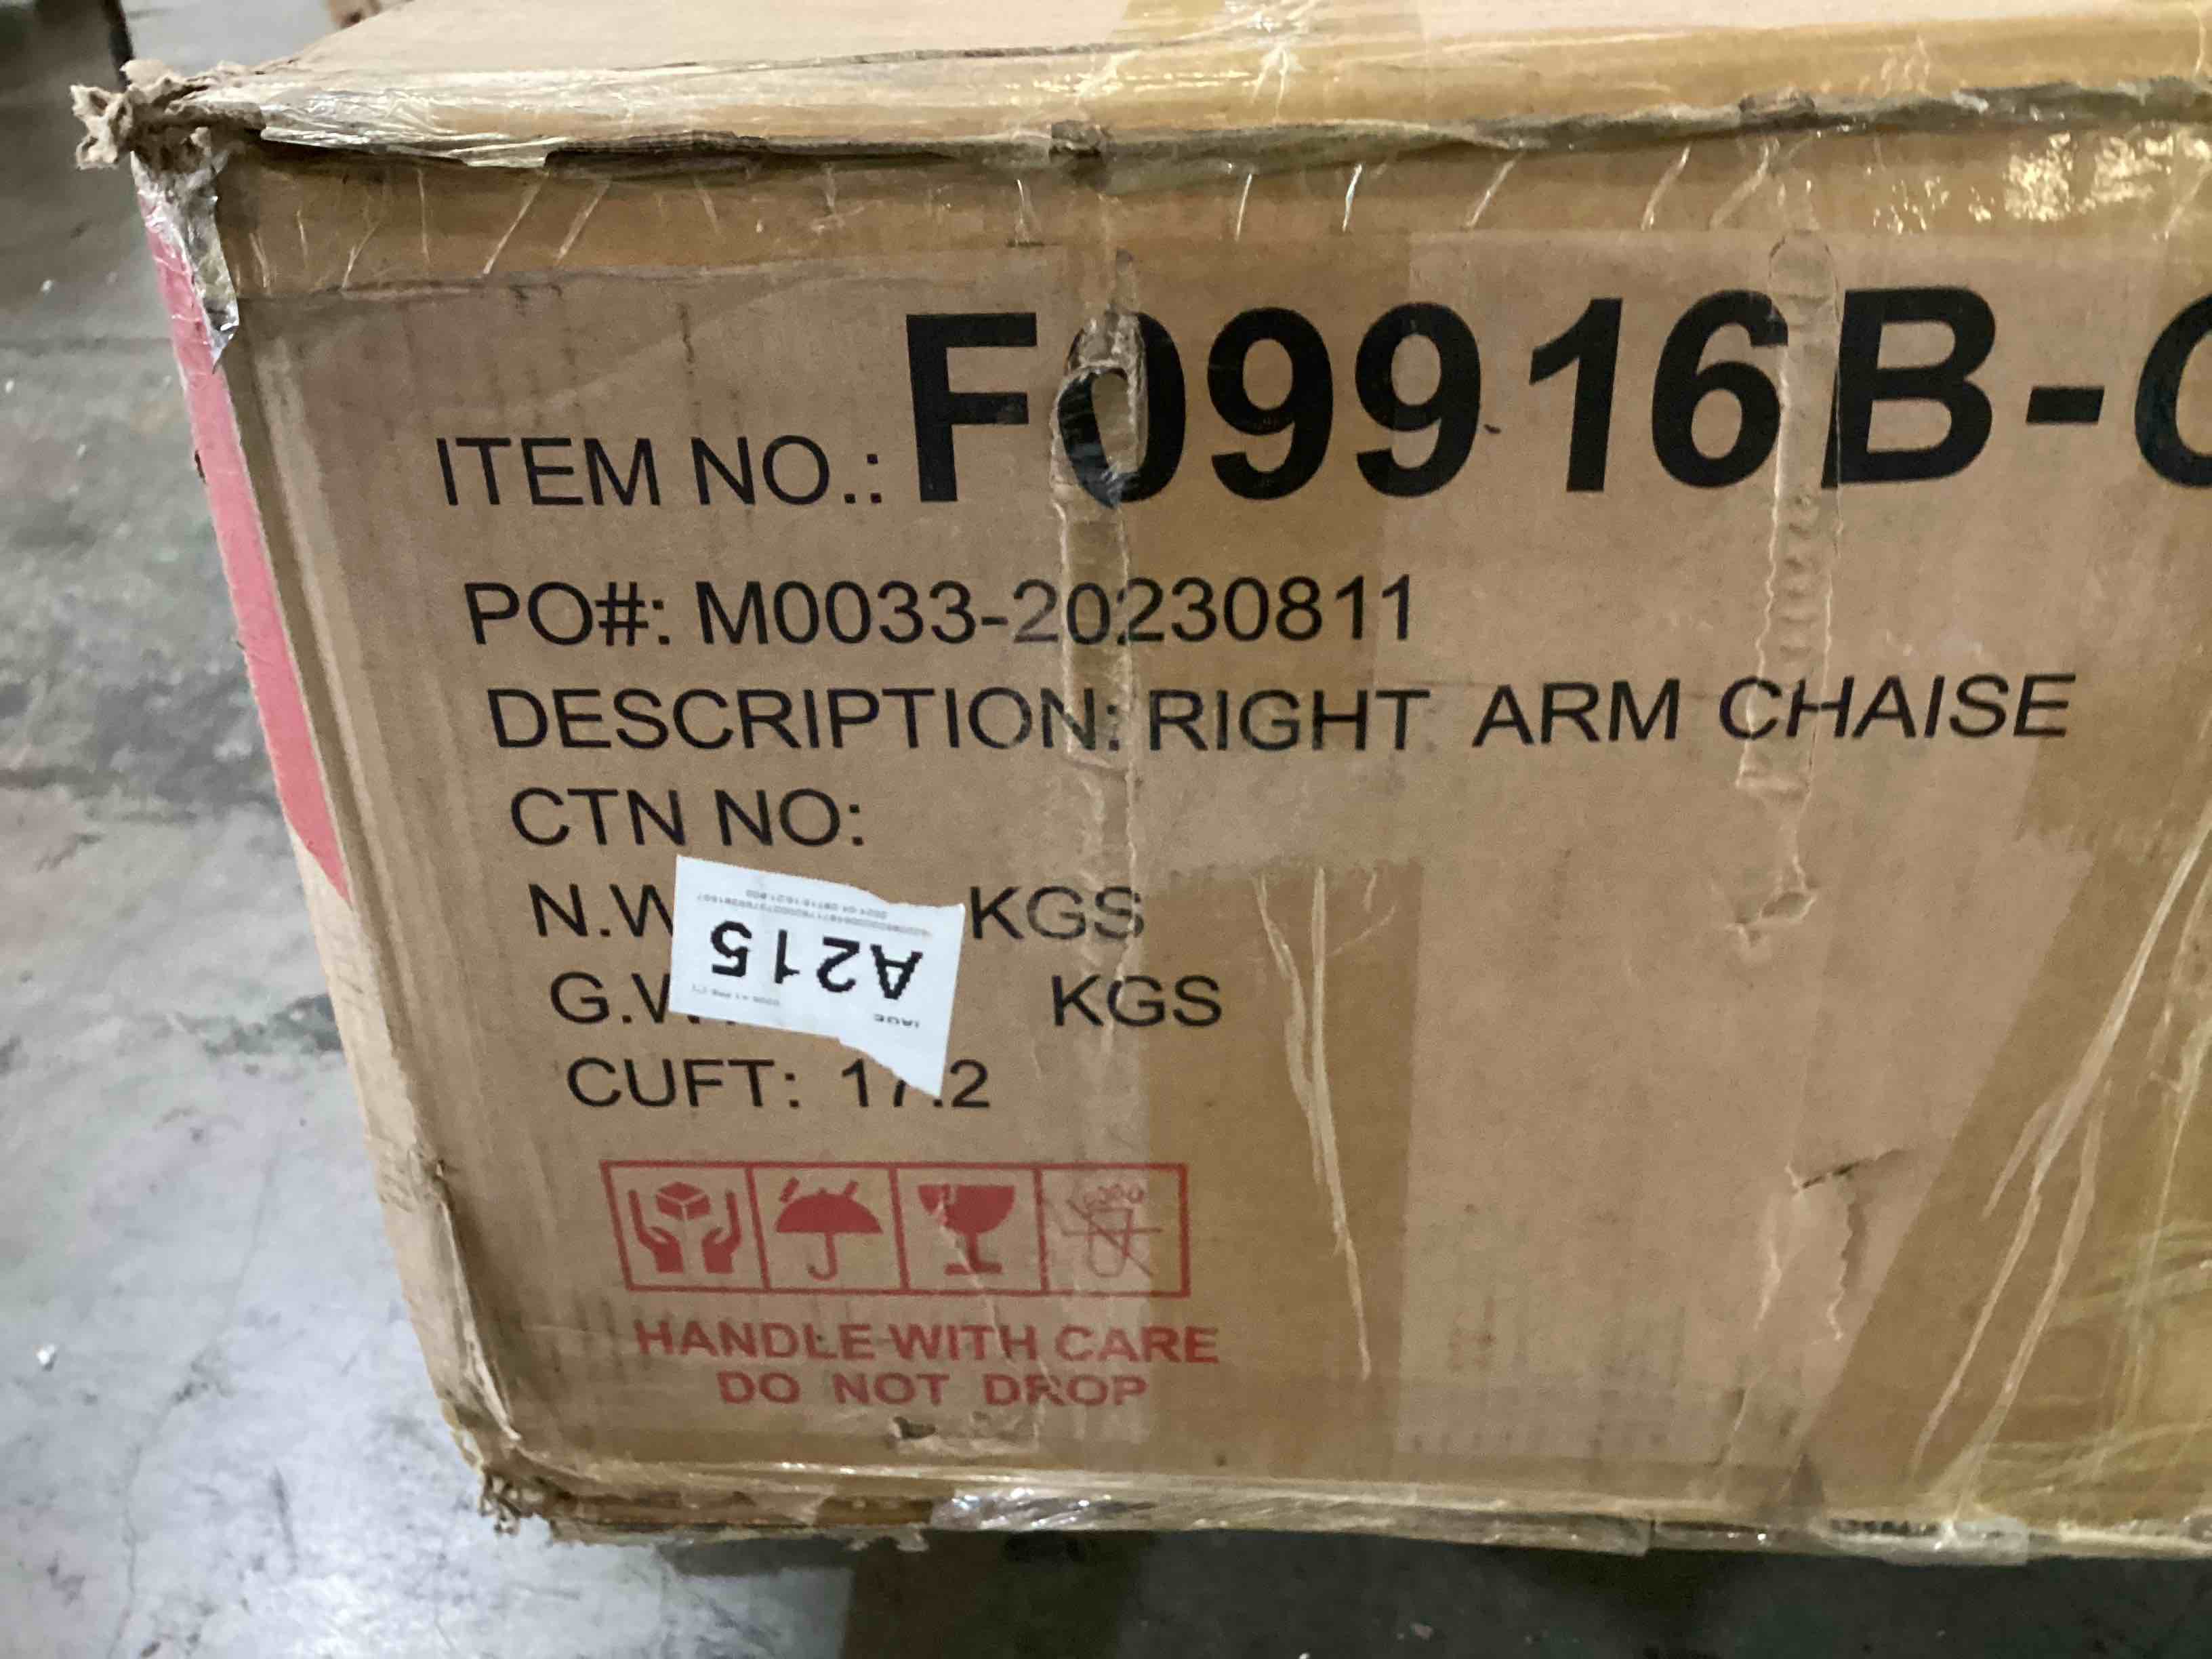 ITEM NO.: F09916B-
PO#: M0033-20230811
DESCRIPTION: RIGHT ARM CHAISE
CTN NO:
N.W KGS
A215
G.W KGS
CUFT: 17.2
HANDLE WITH CARE
DO NOT DROP